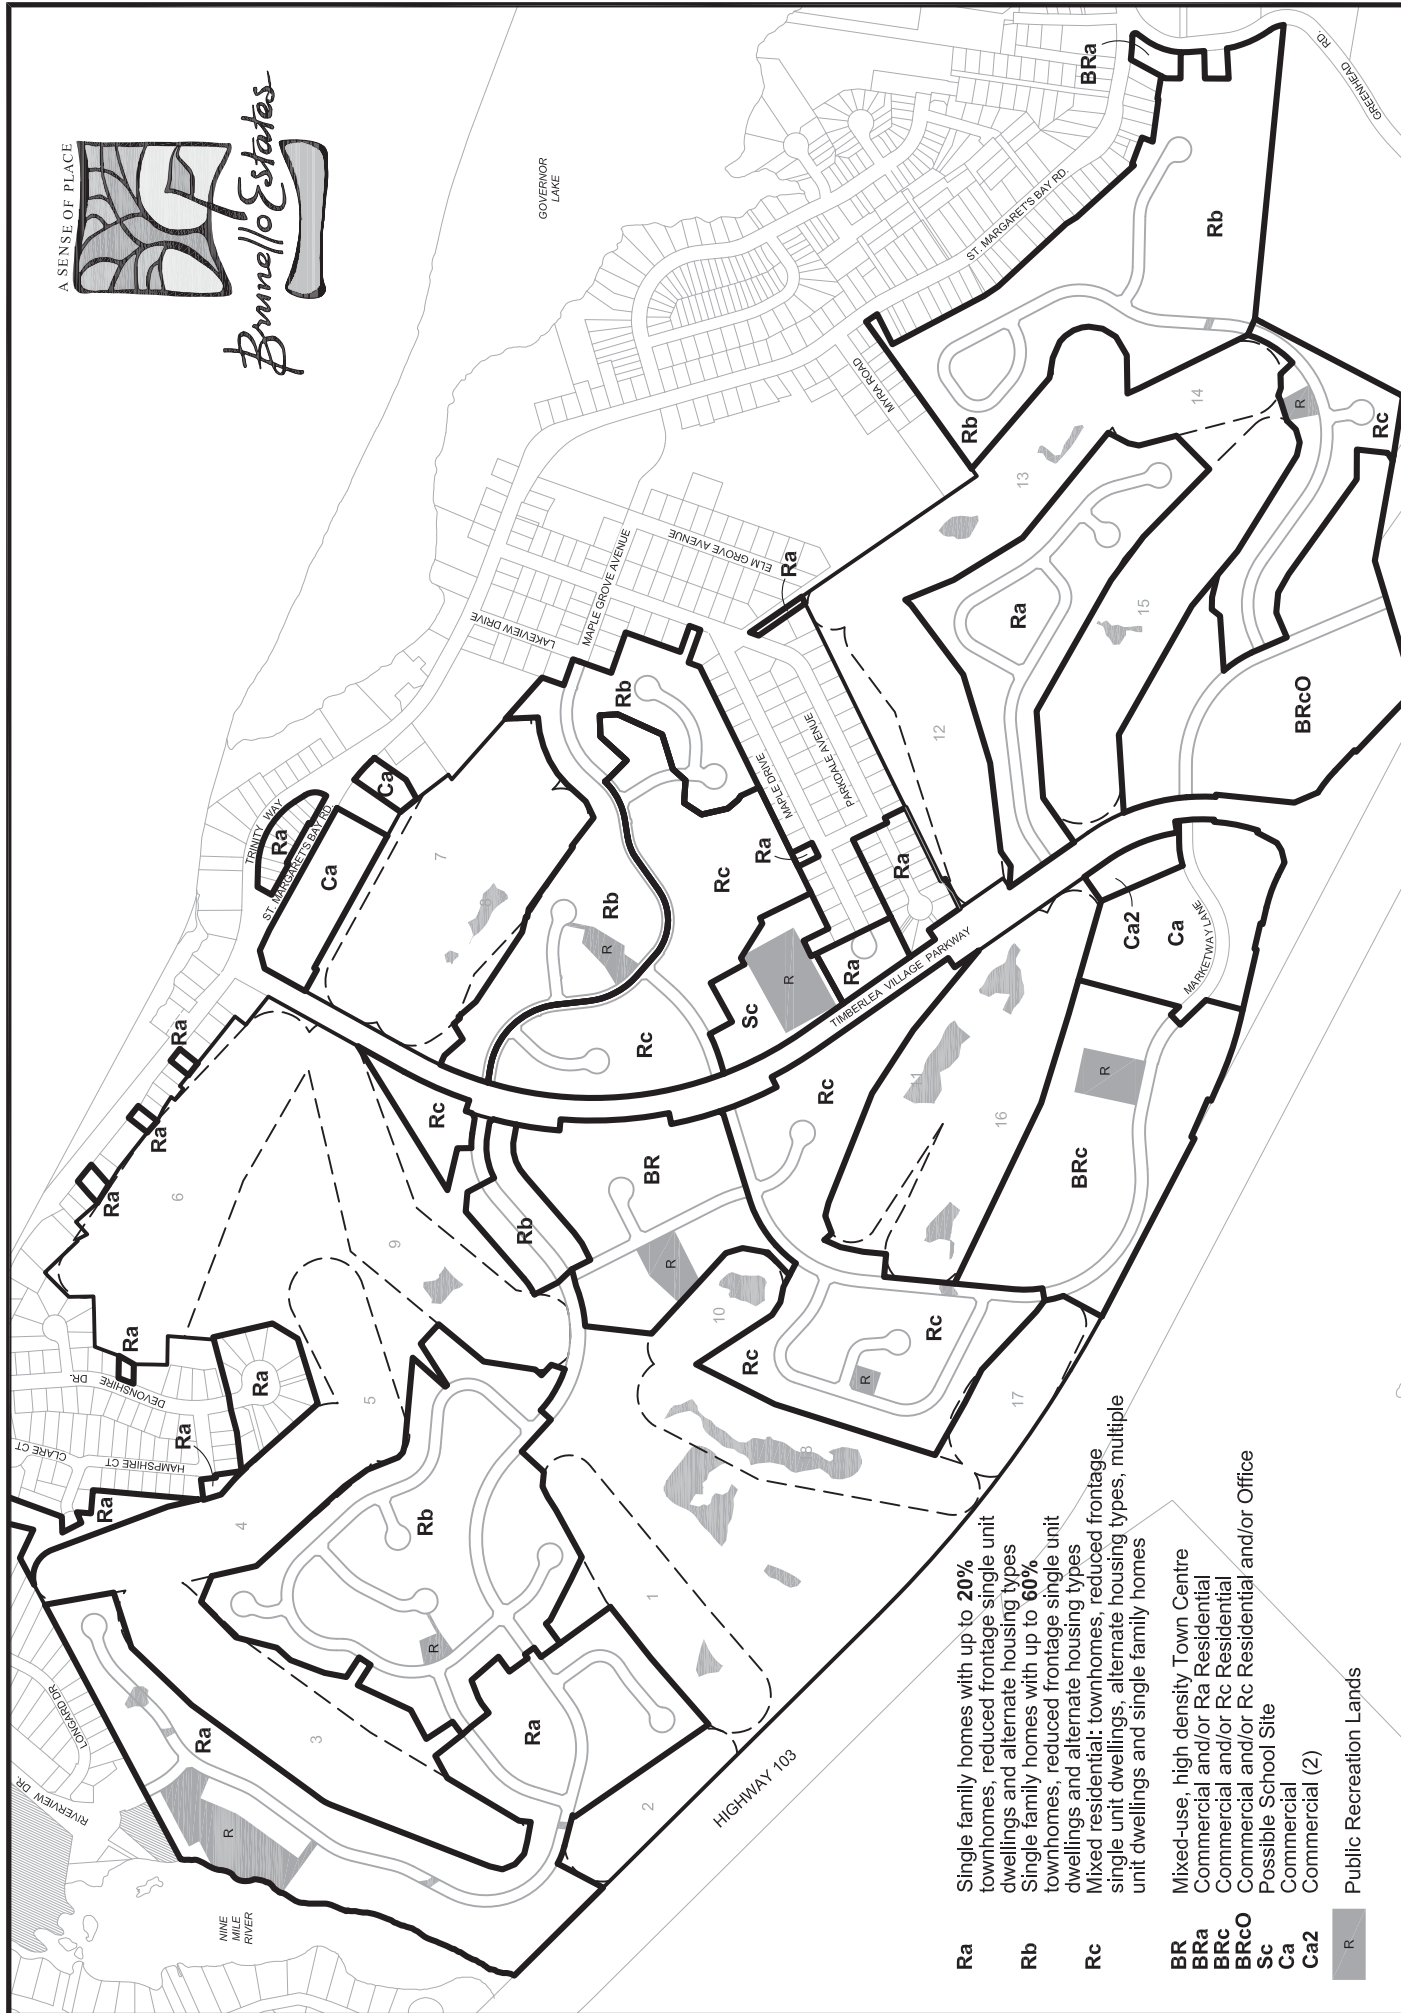 A SENSE OF PLACE
Brunello Estates
GOVERNOR
LAKE
GREENHEAD
RD.
BRa
Rb
ST. MARGARET'S BAY RD.
MYRA ROAD
Rb
14
R
Rc
13
ELM GROVE AVENUE
MAPLE GROVE AVENUE
LAKEVIEW DRIVE
Ra
Ra
15
BRcO
12
Rb
MAPLE DRIVE
PARKDALE AVENUE
Ra
Ra
Ra
TRINITY WAY
Ra
ST. MARGARET'S BAY RD.
Ca
Ca
7
8
Rb
R
Rc
Rc
Sc
R
TIMBERLEA VILLAGE PARKWAY
Ca2
Ca
MARKETWAY LANE
11
16
Rc
R
BRc
Ra
Ra
Ra
6
9
Rc
Rb
BR
R
10
Rc
Rc
R
17
18
Ra
DEVONSHIRE DR.
CLARE CT
HAMPSHIRE CT
Ra
Ra
Ra
5
4
Rb
R
1
3
Ra
Ra
2
HIGHWAY 103
LONGARD DR.
RIVERVIEW DR.
R
NINE
MILE
RIVER
Ra Single family homes with up to 20%
townhomes, reduced frontage single unit
dwellings and alternate housing types
Rb Single family homes with up to 60%
townhomes, reduced frontage single unit
dwellings and alternate housing types
Rc Mixed residential: townhomes, reduced frontage
single unit dwellings, alternate housing types, multiple
unit dwellings and single family homes
BR Mixed-use, high density Town Centre
BRa Commercial and/or Ra Residential
BRc Commercial and/or Rc Residential
BRcO Commercial and/or Rc Residential and/or Office
Sc Possible School Site
Ca Commercial
Ca2 Commercial (2)
R Public Recreation Lands